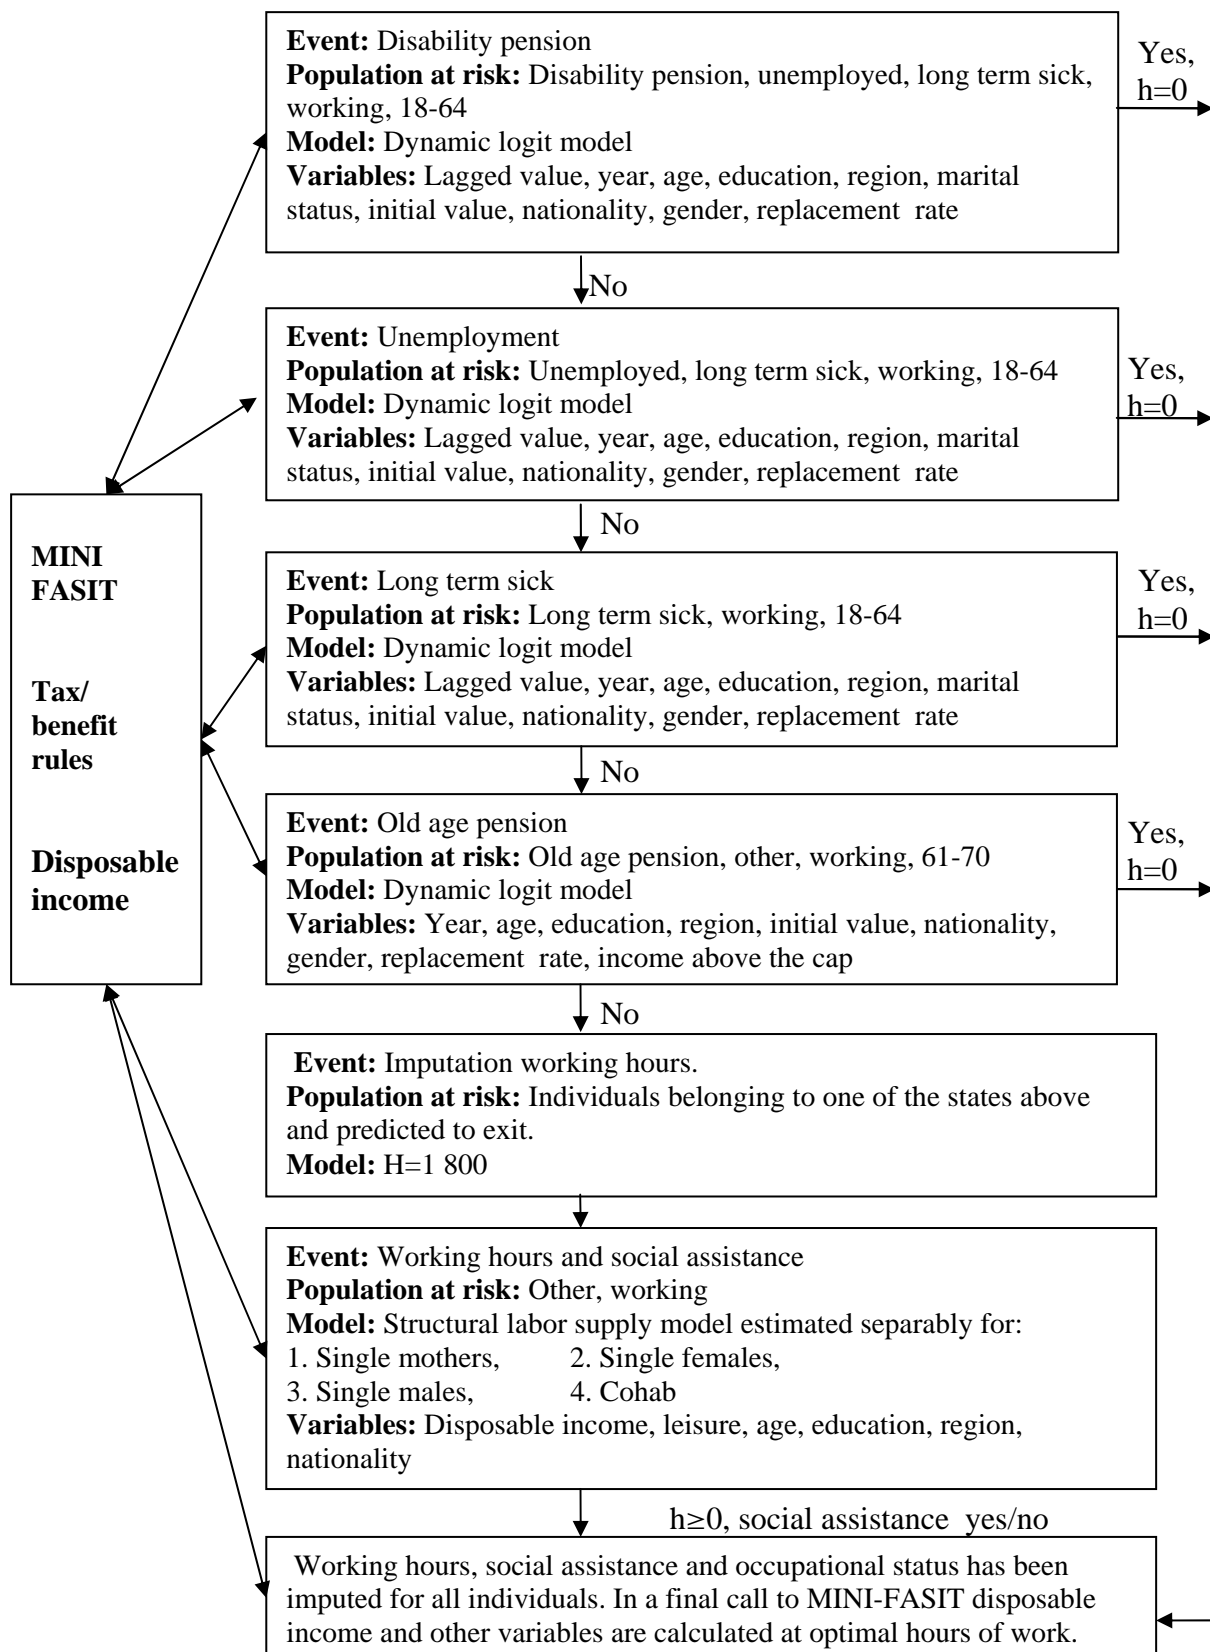 Event: Disability pension
Population at risk: Disability pension, unemployed, long term sick,
working, 18-64
Model: Dynamic logit model
Variables: Lagged value, year, age, education, region, marital
status, initial value, nationality, gender, replacement rate
Yes,
h=0
No
Event: Unemployment
Population at risk: Unemployed, long term sick, working, 18-64
Model: Dynamic logit model
Variables: Lagged value, year, age, education, region, marital
status, initial value, nationality, gender, replacement rate
Yes,
h=0
No
MINI
FASIT
Tax/
benefit
rules
Disposable
income
Event: Long term sick
Population at risk: Long term sick, working, 18-64
Model: Dynamic logit model
Variables: Lagged value, year, age, education, region, marital
status, initial value, nationality, gender, replacement rate
Yes,
h=0
No
Event: Old age pension
Population at risk: Old age pension, other, working, 61-70
Model: Dynamic logit model
Variables: Year, age, education, region, initial value, nationality,
gender, replacement rate, income above the cap
Yes,
h=0
No
Event: Imputation working hours.
Population at risk: Individuals belonging to one of the states above
and predicted to exit.
Model: H=1 800
Event: Working hours and social assistance
Population at risk: Other, working
Model: Structural labor supply model estimated separably for:
1. Single mothers, 2. Single females,
3. Single males, 4. Cohab
Variables: Disposable income, leisure, age, education, region,
nationality
h≥0, social assistance yes/no
Working hours, social assistance and occupational status has been
imputed for all individuals. In a final call to MINI-FASIT disposable
income and other variables are calculated at optimal hours of work.